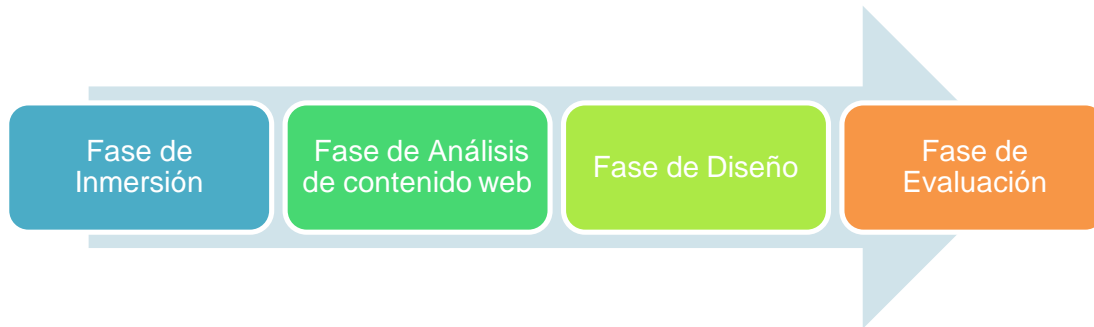 Fase de
Inmersión
Fase de Análisis
de contenido web
Fase de Diseño
Fase de
Evaluación